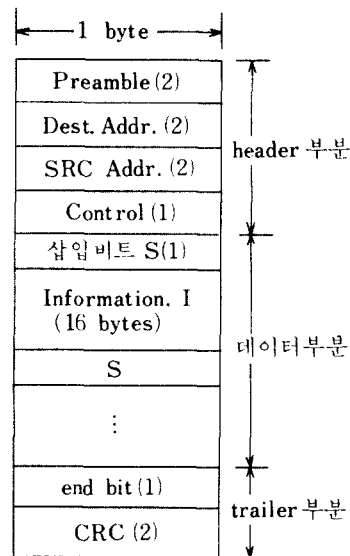 1 byte
Preamble(2)
Dest. Addr. (2)
SRC Addr. (2)
Control(1)
header 부분
삽입비트 S(1)
Information. I
(16 bytes)
S
⋮
데이터부분
end bit(1)
CRC(2)
trailer 부분